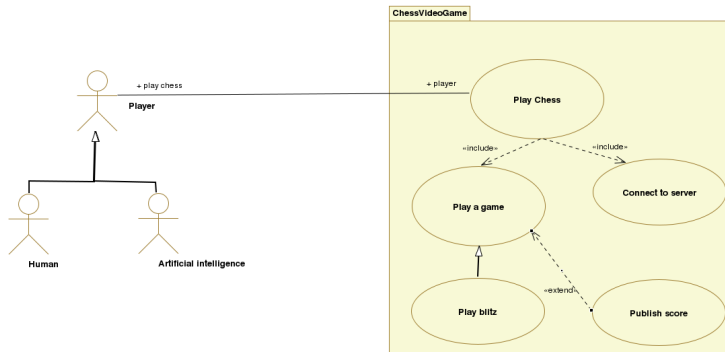 ChessVideoGame
+ play chess
+ player
Player
Play Chess
«include»
«include»
Play a game
Connect to server
Human
Artificial intelligence
«extend»
Play blitz
Publish score